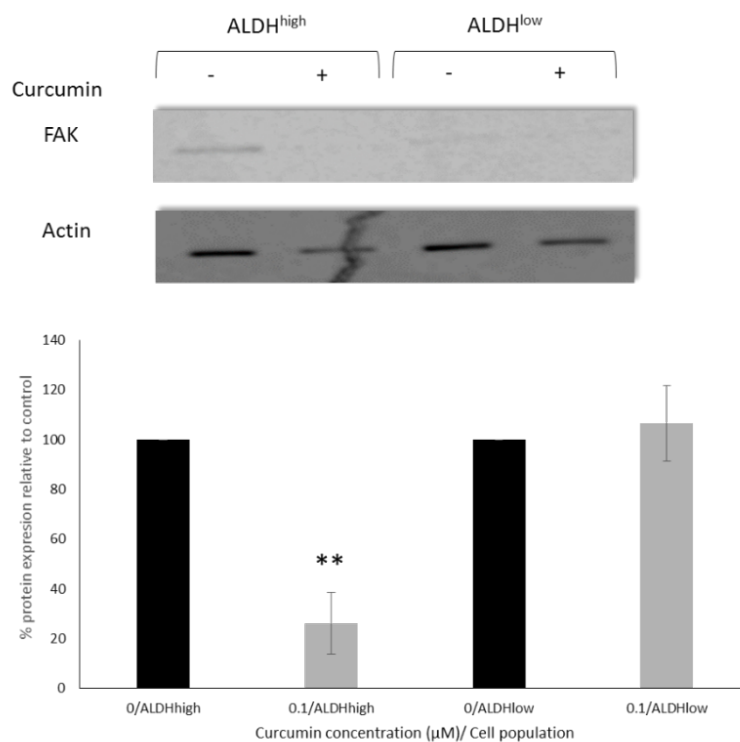 ALDHhigh ALDHlow
- + - +
Curcumin
FAK
Actin
140
120
100
80
60
40
20
0
% protein expresion relative to control
**
0/ALDHhigh 0.1/ALDHhigh 0/ALDHlow 0.1/ALDHlow
Curcumin concentration (µM)/ Cell population